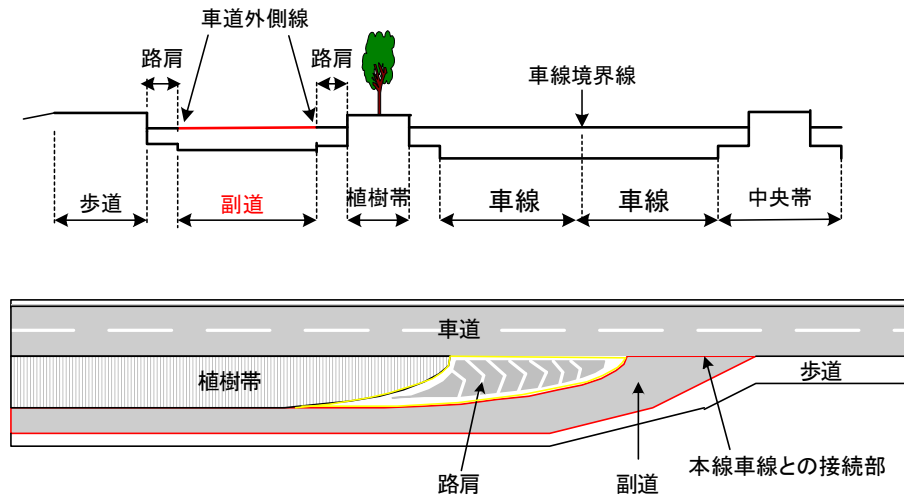 車道外側線
路肩
路肩
車線境界線
歩道
副道
植樹帯
車線
車線
中央帯
車道
植樹帯
歩道
路肩
副道
本線車線との接続部